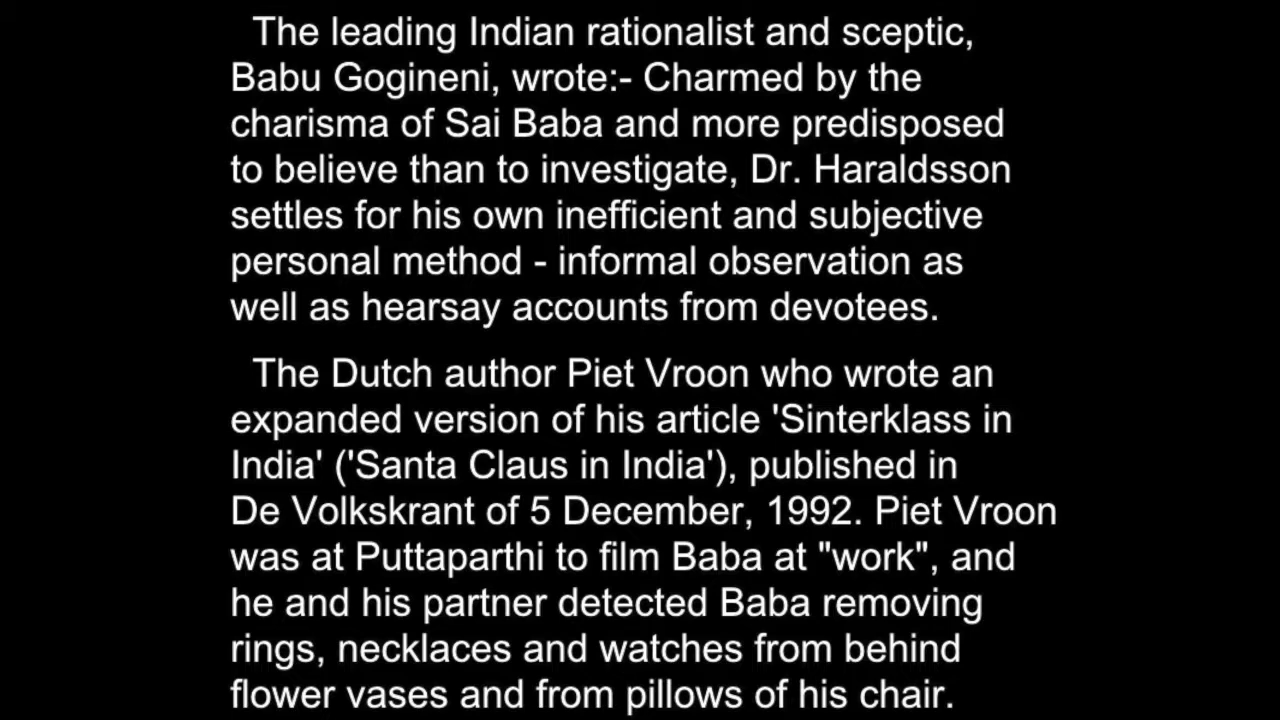 The leading Indian rationalist and sceptic,
Babu Gogineni, wrote:- Charmed by the
charisma of Sai Baba and more predisposed
to believe than to investigate, Dr. Haraldsson
settles for his own inefficient and subjective
personal method - informal observation as
well as hearsay accounts from devotees.
The Dutch author Piet Vroon who wrote an
expanded version of his article 'Sinterklass in
India' ('Santa Claus in India'), published in
De Volkskrant of 5 December, 1992. Piet Vroon
was at Puttaparthi to film Baba at "work", and
he and his partner detected Baba removing
rings, necklaces and watches from behind
flower vases and from pillows of his chair.